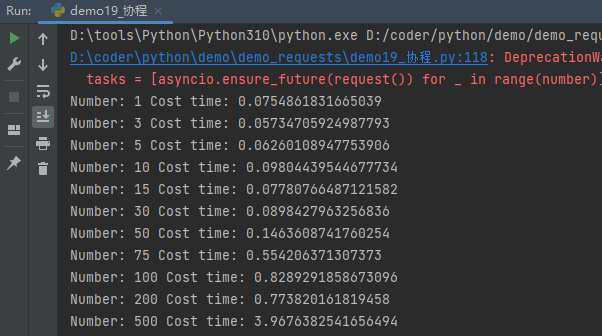 Run: demo19_协程
D:\tools\Python\Python310\python.exe D:/coder/python/demo/demo_requ
D:\coder\python\demo\demo_requests\demo19_协程.py:118: DeprecationWa
tasks = [asyncio.ensure_future(request()) for _ in range(number)]
Number: 1 Cost time: 0.0754861831665039
Number: 3 Cost time: 0.05734705924987793
Number: 5 Cost time: 0.06260108947753906
Number: 10 Cost time: 0.09804439544677734
Number: 15 Cost time: 0.07780766487121582
Number: 30 Cost time: 0.0898427963256836
Number: 50 Cost time: 0.1463608741760254
Number: 75 Cost time: 0.554206371307373
Number: 100 Cost time: 0.8289291858673096
Number: 200 Cost time: 0.773820161819458
Number: 500 Cost time: 3.9676382541656494